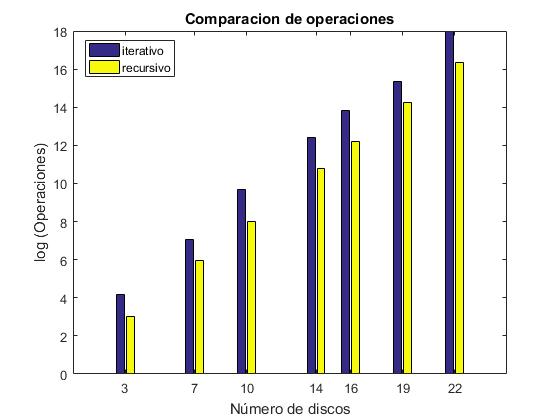 Comparacion de operaciones
iterativo
recursivo
log (Operaciones)
18
16
14
12
10
8
6
4
2
0
3 7 10 14 16 19 22
Número de discos